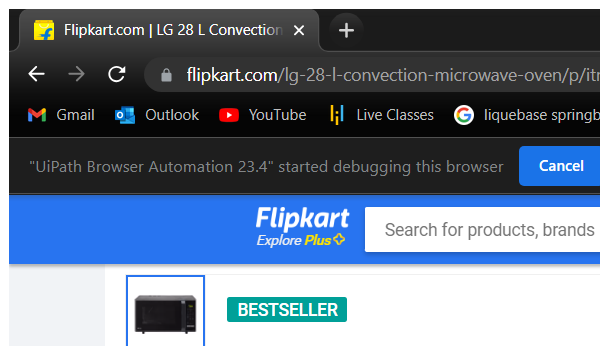 Flipkart.com | LG 28 L Convection
flipkart.com/lg-28-l-convection-microwave-oven/p/itr
Gmail Outlook YouTube Live Classes liquebase springb
"UiPath Browser Automation 23.4" started debugging this browser Cancel
Flipkart
Explore Plus
Search for products, brands
BESTSELLER